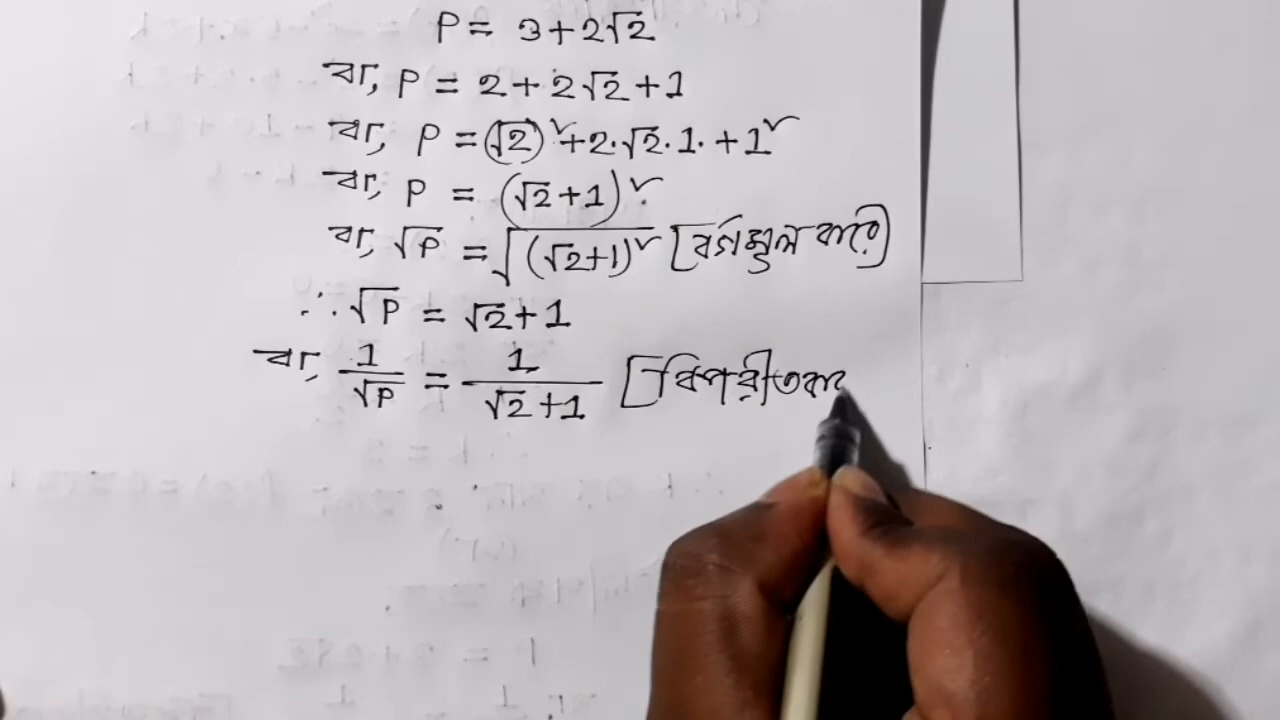 P = 3+2√2
বা, P = 2+2√2+1
বা, P = (√2)²+2.√2.1.+1²
বা, P = (√2+1)².
বা, √P = √(√2+1)² [বর্গমূল করে]
∴ √P = √2+1
বা, 1/√P = 1/(√2+1) [বিপরীতকর